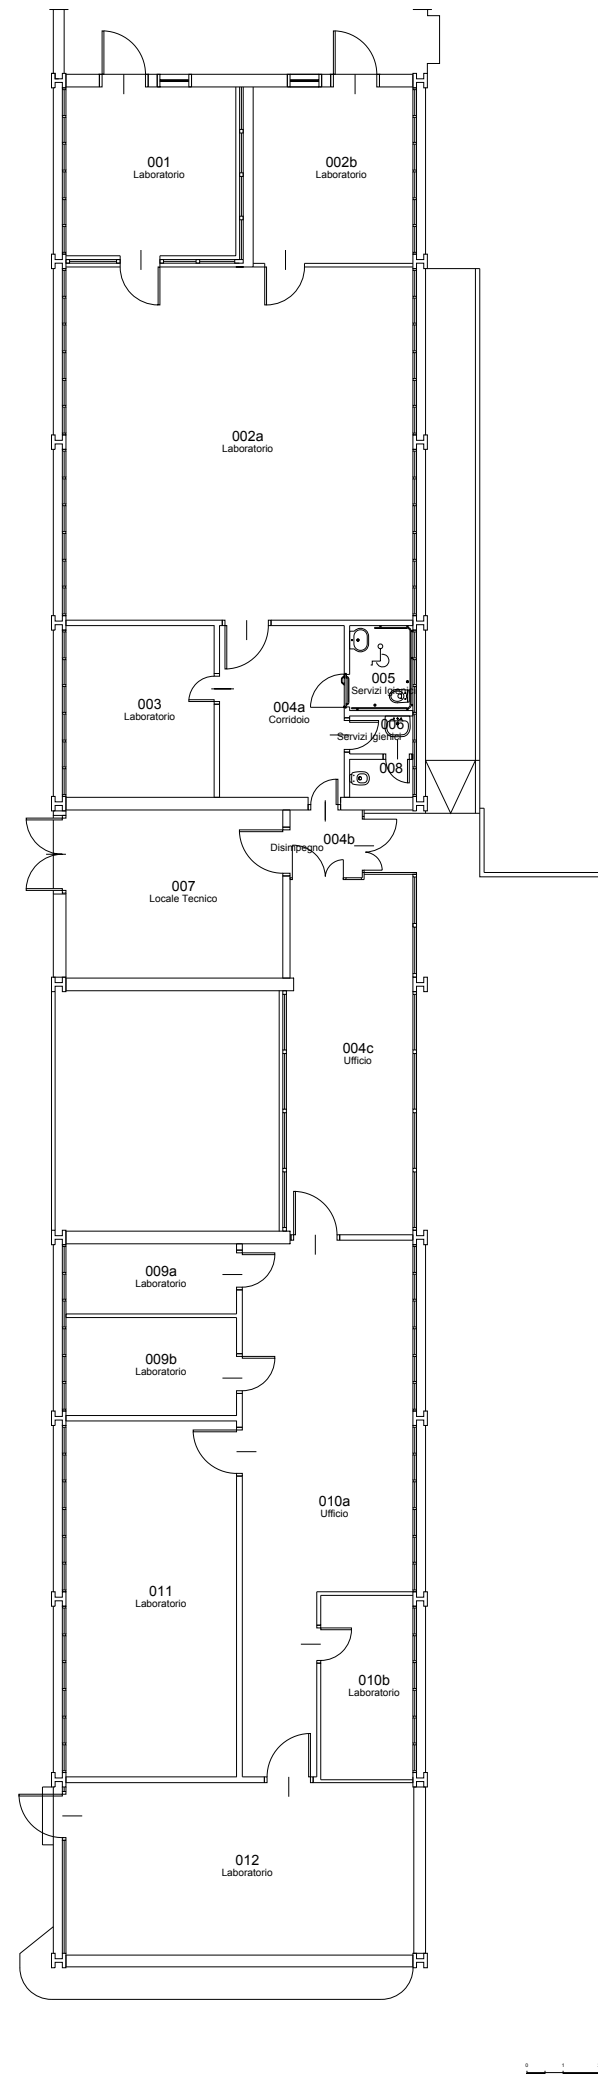 001
Laboratorio
002b
Laboratorio
002a
Laboratorio
003
Laboratorio
004a
Corridoio
005
Servizi Igienici
006
Servizi Igienici
008
004b
Disimpegno
007
Locale Tecnico
004c
Ufficio
009a
Laboratorio
009b
Laboratorio
010a
Ufficio
011
Laboratorio
010b
Laboratorio
012
Laboratorio
0 1